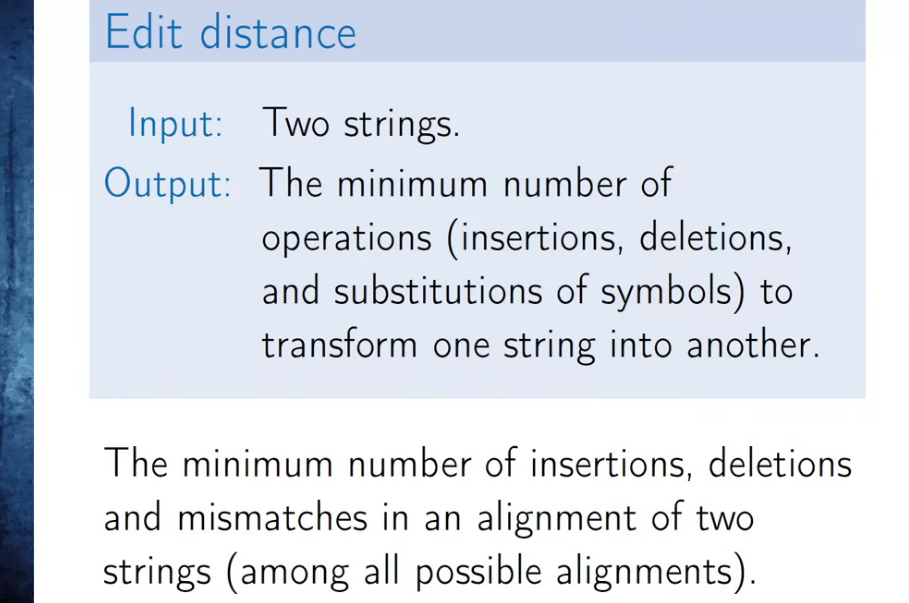 Edit distance
Input: Two strings.
Output: The minimum number of
operations (insertions, deletions,
and substitutions of symbols) to
transform one string into another.
The minimum number of insertions, deletions
and mismatches in an alignment of two
strings (among all possible alignments).